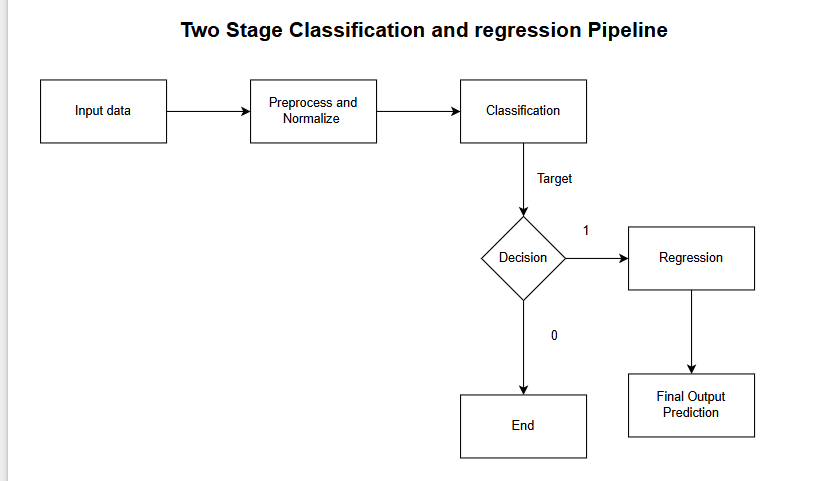 Two Stage Classification and regression Pipeline
Input data
Preprocess and
Normalize
Classification
Target
Decision
1
Regression
0
Final Output
Prediction
End